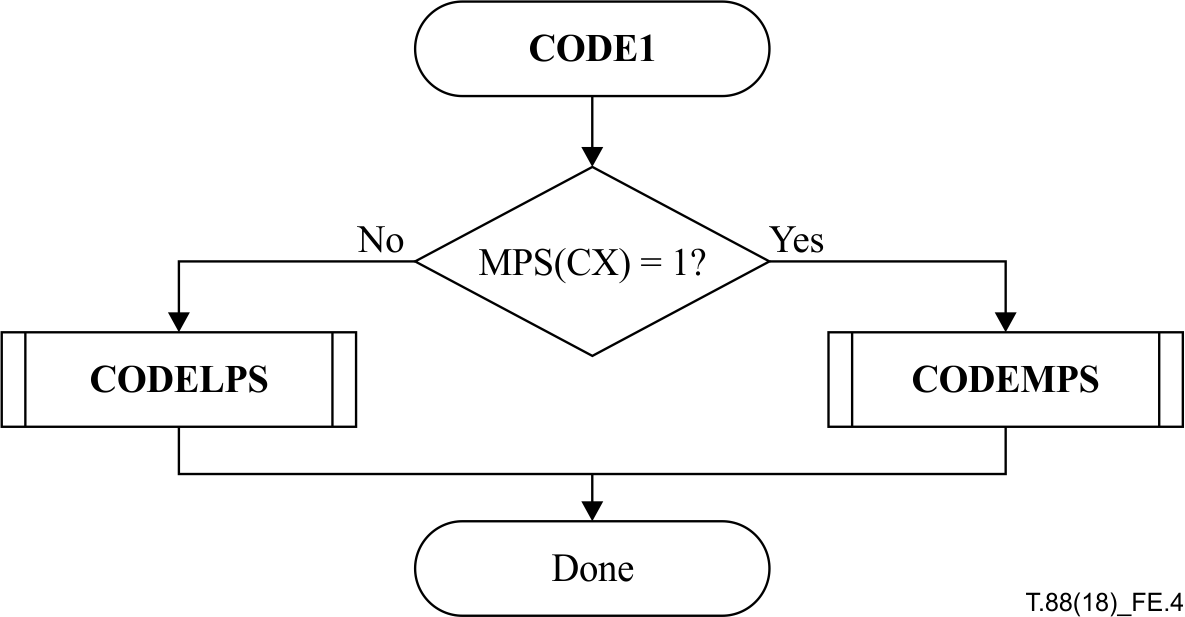 CODE1
No
Yes
MPS(CX) = 1?
CODELPS
CODEMPS
Done
T.88(18)_FE.4